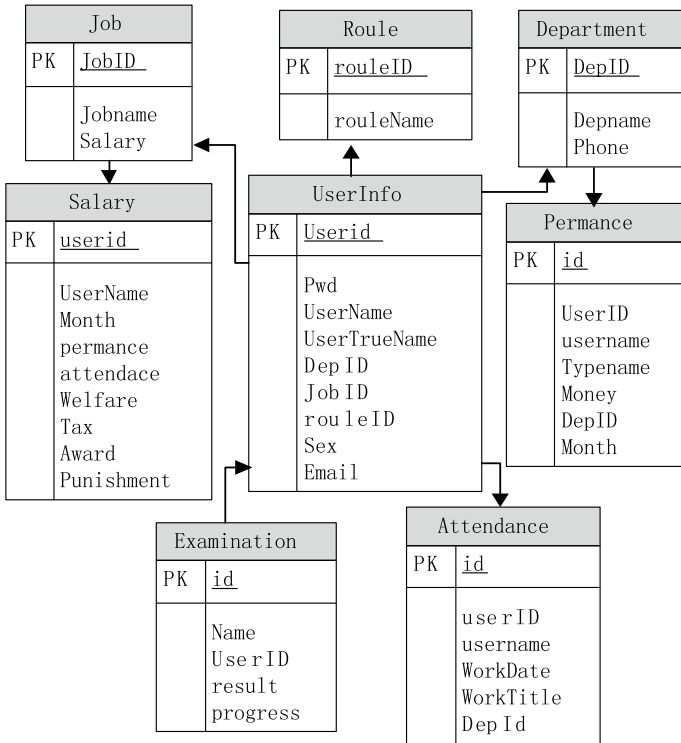 Job
PK JobID
Jobname
Salary
Roule
PK rouleID
rouleName
Department
PK DepID
Depname
Phone
Salary
PK userid
UserName
Month
permance
attendace
Welfare
Tax
Award
Punishment
UserInfo
PK Userid
Pwd
UserName
UserTrueName
DepID
JobID
rouleID
Sex
Email
Permance
PK id
UserID
username
Typename
Money
DepID
Month
Examination
PK id
Name
UserID
result
progress
Attendance
PK id
userID
username
WorkDate
WorkTitle
DepId